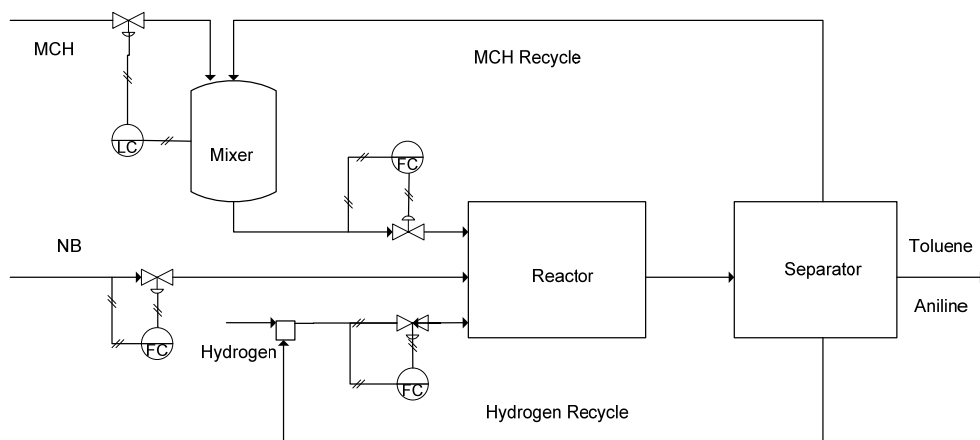 MCH
MCH Recycle
LC
Mixer
FC
NB
Reactor
Separator
Toluene
Aniline
FC
Hydrogen
FC
Hydrogen Recycle